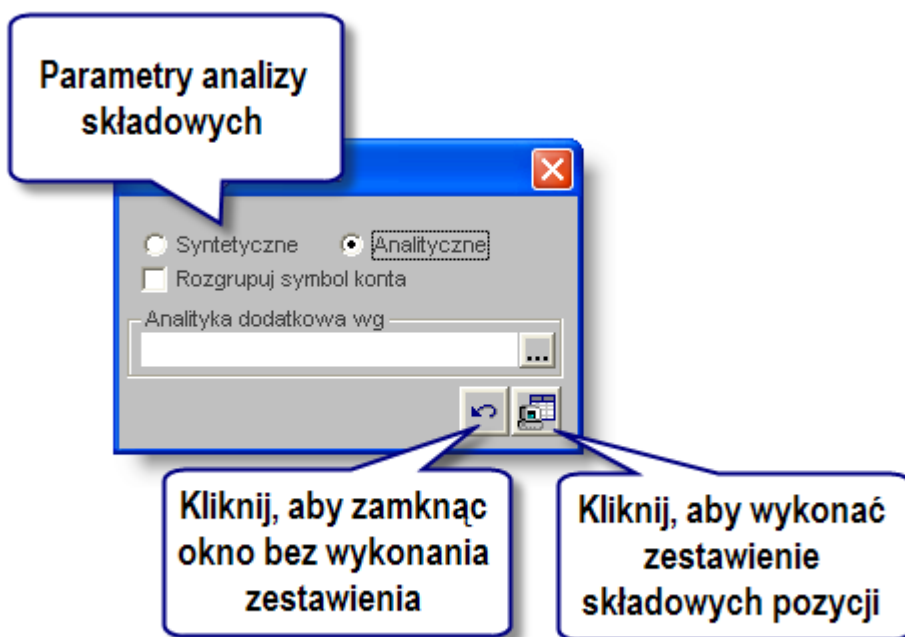 Parametry analizy
składowych
Syntetyczne Analityczne
Rozgrupuj symbol konta
Analityka dodatkowa wg
...
Kliknij, aby zamknąc
okno bez wykonania
zestawienia
Kliknij, aby wykonać
zestawienie
składowych pozycji